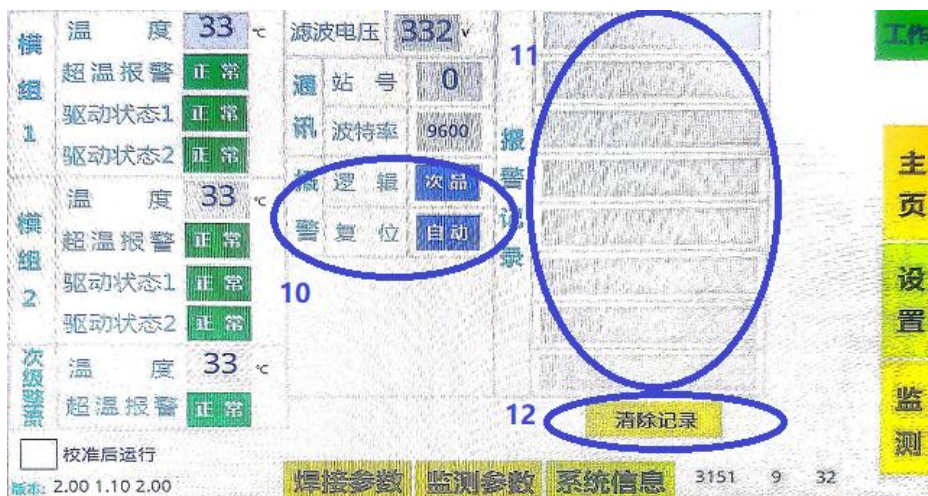 模组1
温度 33 ℃
超温报警 正常
驱动状态1 正常
驱动状态2 正常
模组2
温度 33 ℃
超温报警 正常
驱动状态1 正常
驱动状态2 正常
次级整流
温度 33 ℃
超温报警 正常
校准后运行
版本: 2.00 1.10 2.00
滤波电压 332 V
通讯
站号 0
波特率 9600
报警
逻辑 次品
复位 自动
10
11
报警记录
12
清除记录
工作
主页
设置
监测
焊接参数 监测参数 系统信息 3151 9 32